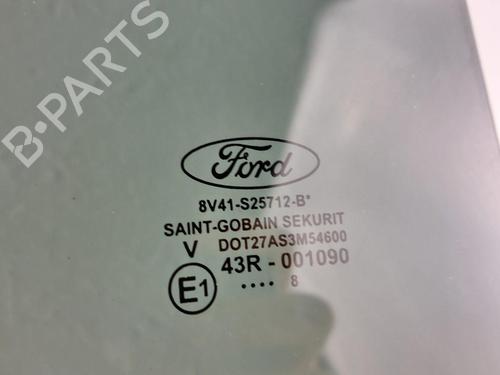 B-PARTS
Ford
8V41-S25712-B*
SAINT-GOBAIN SEKURIT
V DOT27AS3M54600
E1 43R - 001090
.... 8